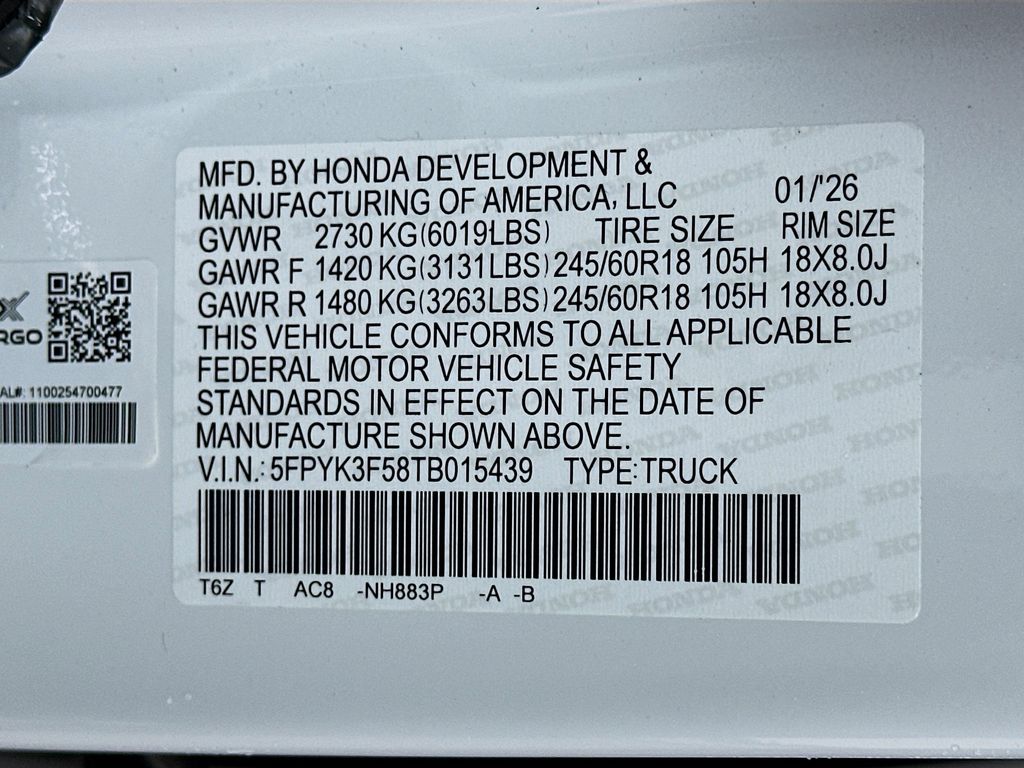 MFD. BY HONDA DEVELOPMENT &
MANUFACTURING OF AMERICA, LLC 01/'26
GVWR 2730 KG(6019LBS) TIRE SIZE RIM SIZE
GAWR F 1420 KG(3131LBS) 245/60R18 105H 18X8.0J
GAWR R 1480 KG(3263LBS) 245/60R18 105H 18X8.0J
THIS VEHICLE CONFORMS TO ALL APPLICABLE
FEDERAL MOTOR VEHICLE SAFETY
STANDARDS IN EFFECT ON THE DATE OF
MANUFACTURE SHOWN ABOVE.
V.I.N.: 5FPYK3F58TB015439 TYPE: TRUCK
T6Z T AC8 -NH883P -A -B
X
RGO
AL#: 1100254700477
HONDA